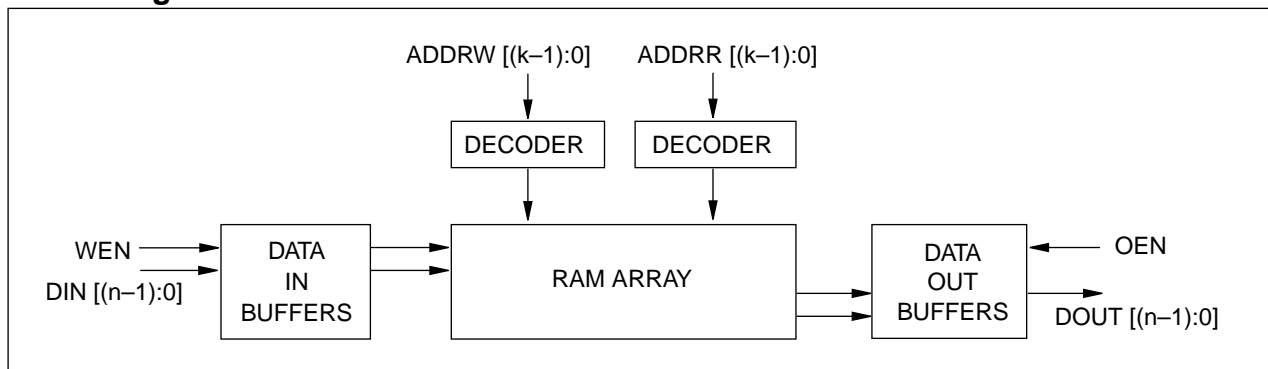 ADDRW [(k–1):0] ADDRR [(k–1):0]
DECODER DECODER
WEN
DIN [(n–1):0]
DATA
IN
BUFFERS
RAM ARRAY
DATA
OUT
BUFFERS
OEN
DOUT [(n–1):0]